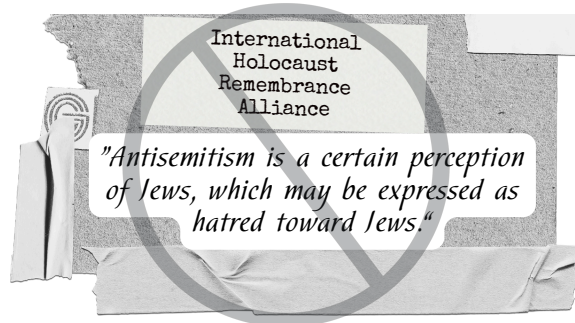 International
Holocaust
Remembrance
Alliance
”Antisemitism is a certain perception
of Jews, which may be expressed as
hatred toward Jews.“